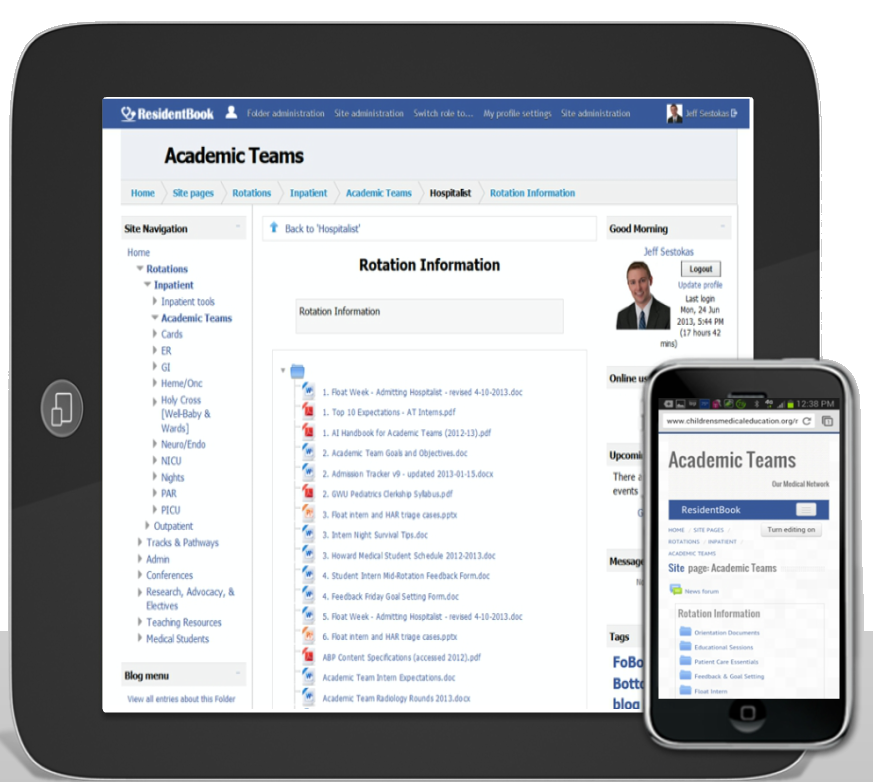 ResidentBook Folder administration Site administration Switch role to... My profile settings Site administration Jeff Sestokas
Academic Teams
Home Site pages Rotations Inpatient Academic Teams Hospitalist Rotation Information
Site Navigation
Home
Rotations
Inpatient
Inpatient tools
Academic Teams
Cards
ER
GI
Heme/Onc
Holy Cross
[Well-Baby &
Wards]
Neuro/Endo
NICU
Nights
PAR
PICU
Outpatient
Tracks & Pathways
Admin
Conferences
Research, Advocacy, &
Electives
Teaching Resources
Medical Students
Blog menu
View all entries about this Folder
Back to 'Hospitalist'
Rotation Information
Rotation Information
1. Float Week - Admitting Hospitalist - revised 4-10-2013.doc
1. Top 10 Expectations - AT Interns.pdf
1. AI Handbook for Academic Teams (2012-13).pdf
2. Academic Team Goals and Objectives.doc
2. Admission Tracker v9 - updated 2013-01-15.docx
2. GWU Pediatrics Clerkship Syllabus.pdf
3. Float intern and HAR triage cases.pptx
3. Intern Night Survival Tips.doc
3. Howard Medical Student Schedule 2012-2013.doc
4. Student Intern Mid-Rotation Feedback Form.doc
4. Feedback Friday Goal Setting Form.doc
5. Float Week - Admitting Hospitalist - revised 4-10-2013.doc
6. Float intern and HAR triage cases.pptx
ABP Content Specifications (accessed 2012).pdf
Academic Team Intern Expectations.doc
Academic Team Radiology Rounds 2013.docx
Good Morning
Jeff Sestokas
Logout
Update profile
Last login
Mon, 24 Jun
2013, 5:44 PM
(17 hours 42
mins)
Online us
Upcomin
There a
events
Message
Tags
FoBo
Botto
blog
12:38 PM
www.childrensmedicaleducation.org/r
Academic Teams
Our Medical Network
ResidentBook
HOME SITE PAGES
Turn editing on
ROTATIONS INPATIENT
ACADEMIC TEAMS
Site page: Academic Teams
News forum
Rotation Information
Orientation Documents
Educational Sessions
Patient Care Essentials
Feedback & Goal Setting
Float Intern